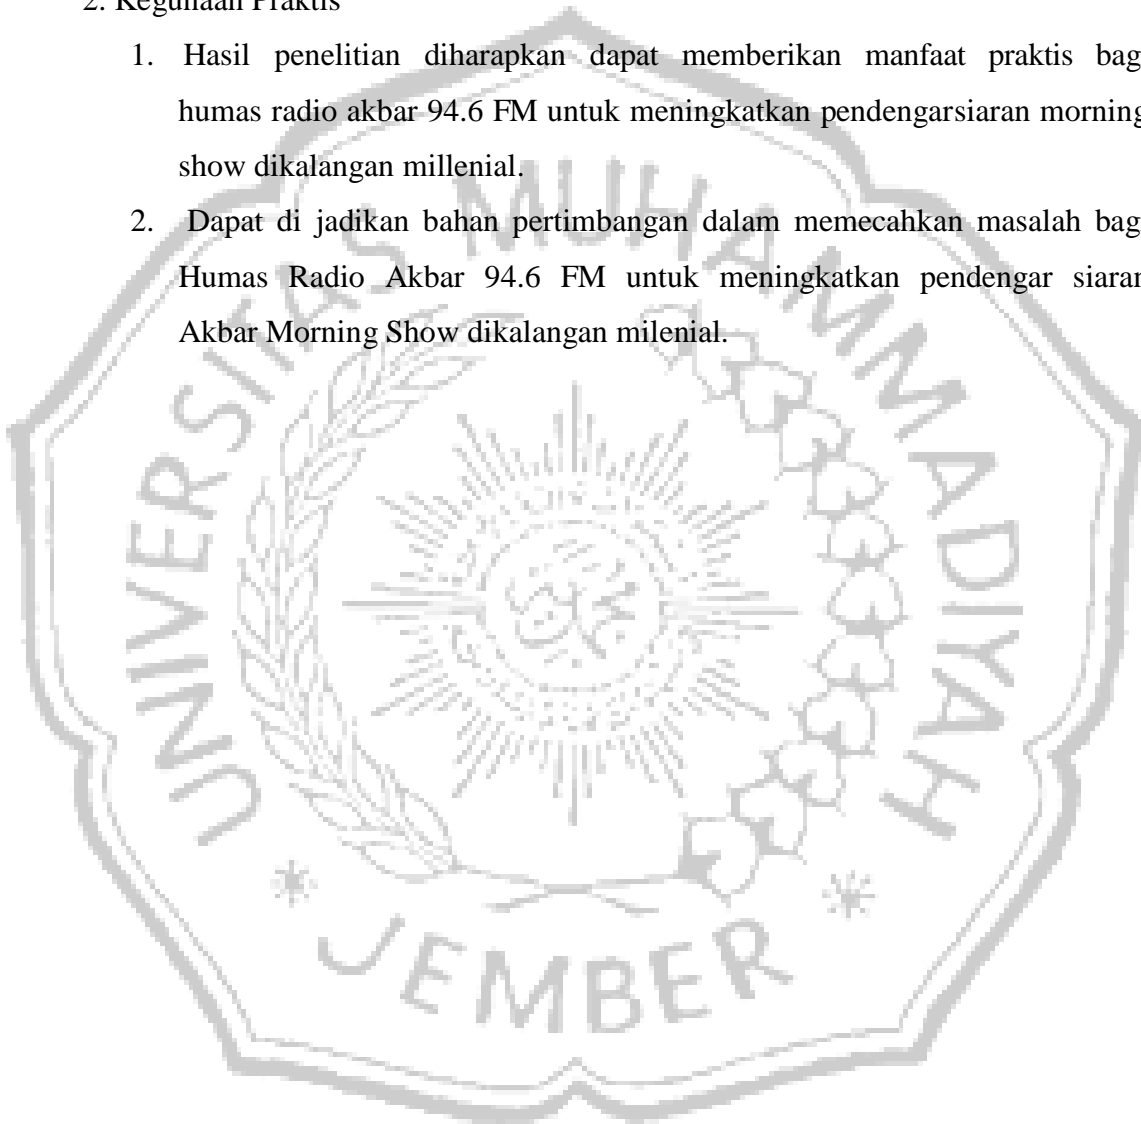 2. Kegunaan Praktis
1. Hasil penelitian diharapkan dapat memberikan manfaat praktis bag
humas radio akbar 94.6 FM untuk meningkatkan pendengarsiaran morning
show dikalangan millenial.
2. Dapat di jadikan bahan pertimbangan dalam memecahkan masalah bag
Humas Radio Akbar 94.6 FM untuk meningkatkan pendengar siaran
Akbar Morning Show dikalangan milenial.
UNIVERSITAS MUHAMMADIYAH
JEMBER